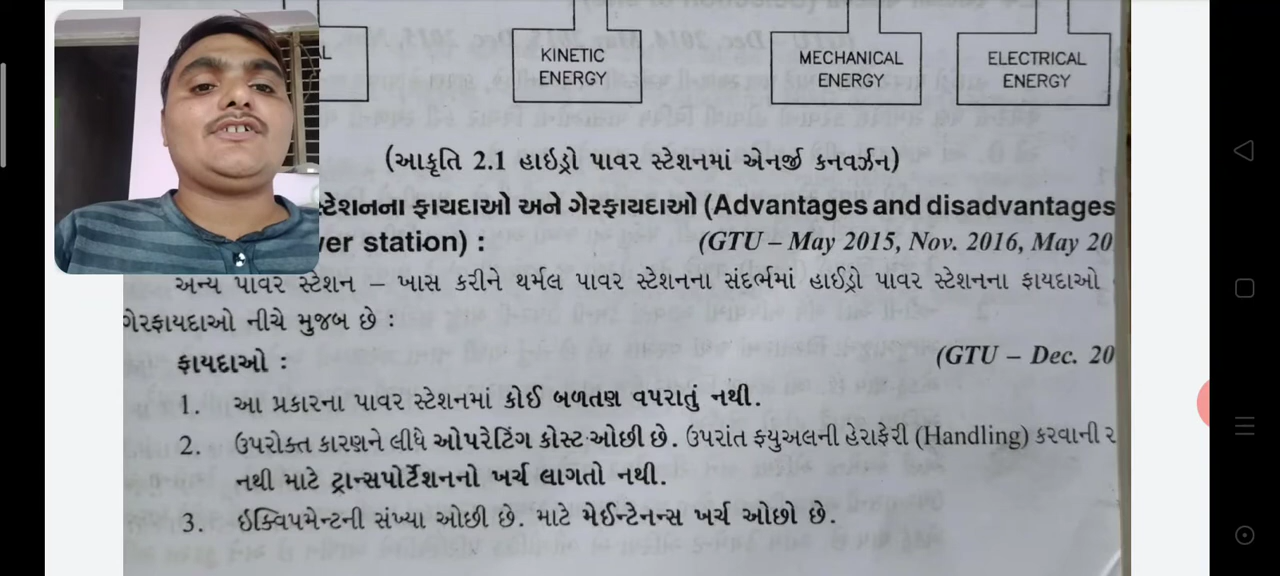 KINETIC
ENERGY
MECHANICAL
ENERGY
ELECTRICAL
ENERGY
(આકૃતિ 2.1 હાઇડ્રો પાવર સ્ટેશનમાં એનર્જી કનવર્ઝન)
સ્ટેશનના ફાયદાઓ અને ગેરફાયદાઓ (Advantages and disadvantages
station) :
(GTU – May 2015, Nov. 2016, May 20
અન્ય પાવર સ્ટેશન – ખાસ કરીને થર્મલ પાવર સ્ટેશનના સંદર્ભમાં હાઈડ્રો પાવર સ્ટેશનના ફાયદાઓ
ગેરફાયદાઓ નીચે મુજબ છે :
ફાયદાઓ :
(GTU – Dec. 20
1. આ પ્રકારના પાવર સ્ટેશનમાં કોઈ બળતણ વપરાતું નથી.
2. ઉપરોક્ત કારણને લીધે ઓપરેટિંગ કોસ્ટ ઓછી છે. ઉપરાંત ફ્યુઅલની હેરાફેરી (Handling) કરવાની
નથી માટે ટ્રાન્સપોર્ટેશનનો ખર્ચ લાગતો નથી.
3. ઇક્વિપમેન્ટની સંખ્યા ઓછી છે. માટે મેઈન્ટેનન્સ ખર્ચ ઓછો છે.